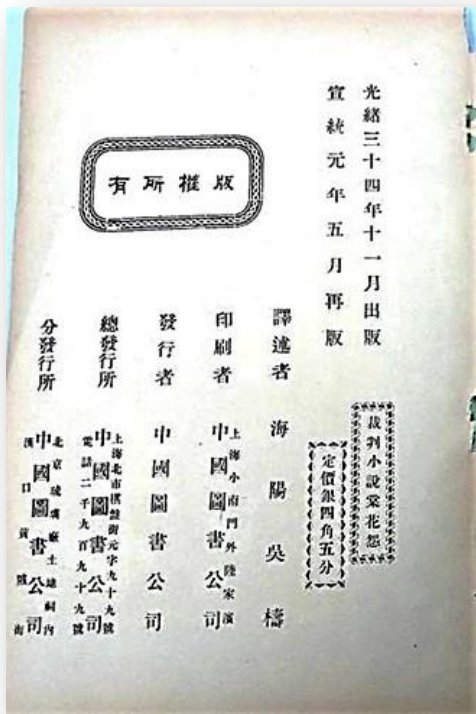 光緒三十四年十一月出版
宣統元年五月再版
版權所有
裁判小說棠花怨
定價銀四角五分
譯述者 海陽吳檮
印刷者 上海小南門外陸家濱 中國圖書公司
發行者 中國圖書公司
總發行所 上海北市棋盤街元字九十九號 中國圖書公司 電話二千九百九十九號
分發行所 北京琉璃廠土地祠內 中國圖書公司 漢口黃陂街